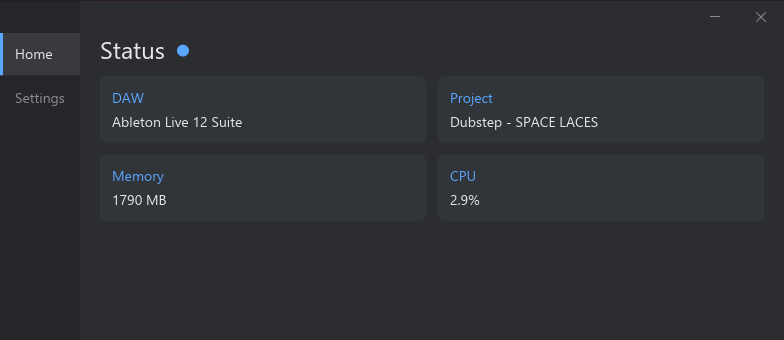 Home
Settings
Status
DAW
Ableton Live 12 Suite
Project
Dubstep - SPACE LACES
Memory
1790 MB
CPU
2.9%